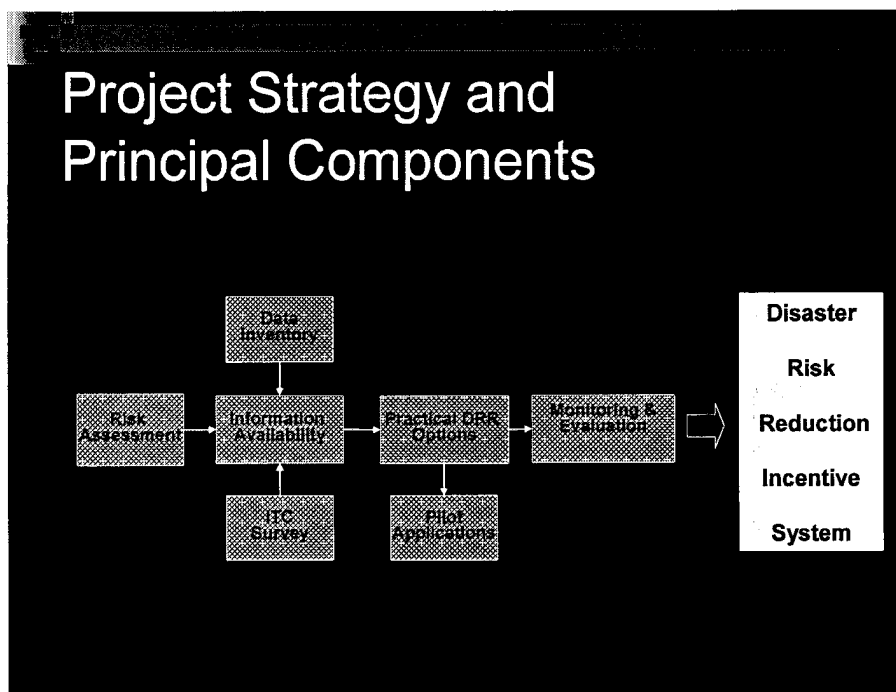 Project Strategy and
Principal Components
Data
Inventory
Risk
Assessment
Information
Availability
Practical DRR
Options
Monitoring &
Evaluation
ITC
Survey
Pilot
Applications
Disaster
Risk
Reduction
Incentive
System